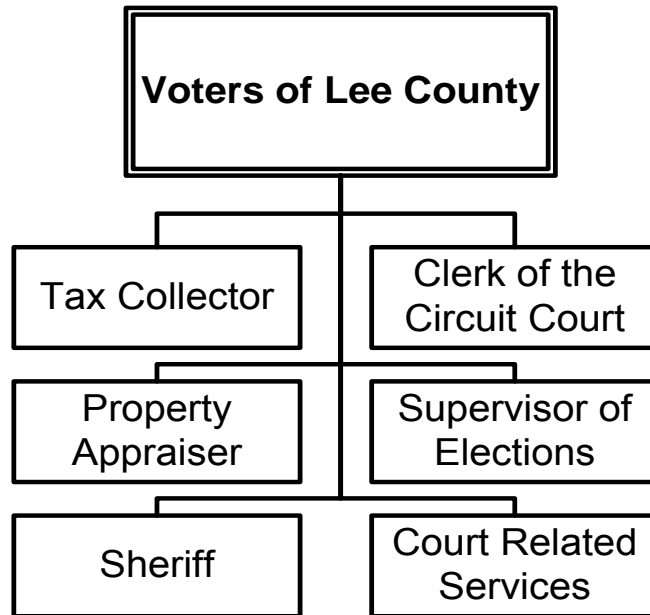 Voters of Lee County
Tax Collector
Clerk of the
Circuit Court
Property
Appraiser
Supervisor of
Elections
Sheriff
Court Related
Services